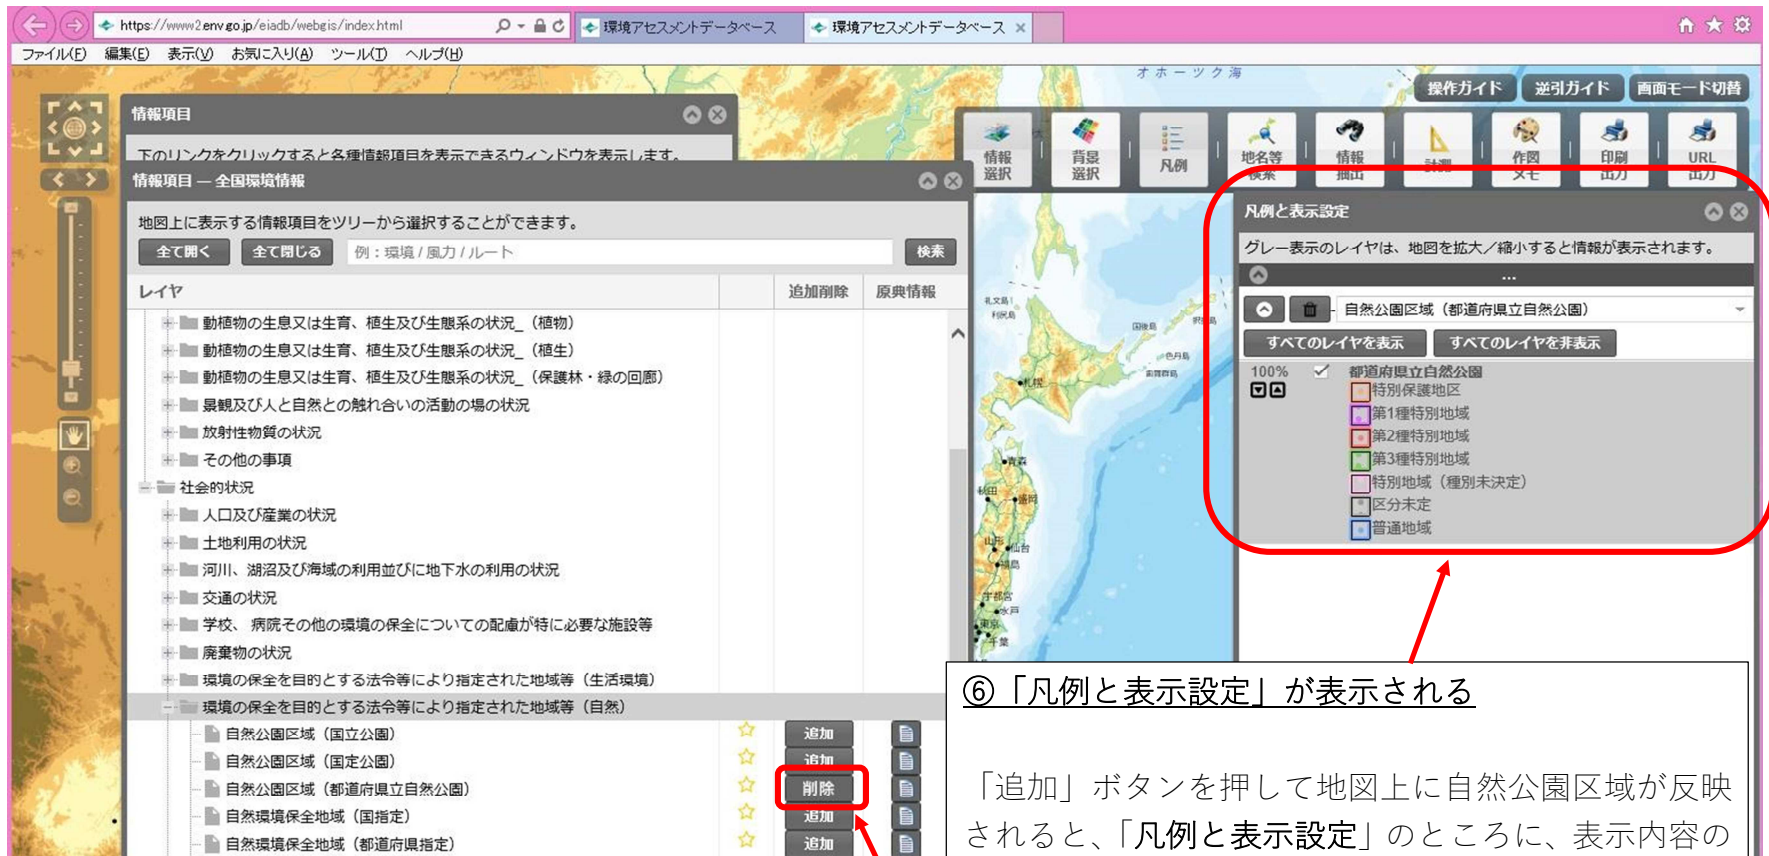 https://www2.env.go.jp/eiadb/webgis/index.html
環境アセスメントデータベース
環境アセスメントデータベース
ファイル(F) 編集(E) 表示(V) お気に入り(A) ツール(T) ヘルプ(H)
オホーツク海
操作ガイド 逆引ガイド 画面モード切替
情報選択 背景選択 凡例 地名等検索 情報抽出 計測 作図メモ 印刷出力 URL出力
情報項目
下のリンクをクリックすると各種情報項目を表示できるウィンドウを表示します。
情報項目 ― 全国環境情報
地図上に表示する情報項目をツリーから選択することができます。
全て開く 全て閉じる 例：環境 / 風力 / ルート 検索
レイヤ 追加削除 原典情報
動植物の生息又は生育、植生及び生態系の状況_（植物）
動植物の生息又は生育、植生及び生態系の状況_（植生）
動植物の生息又は生育、植生及び生態系の状況_（保護林・緑の回廊）
景観及び人と自然との触れ合いの活動の場の状況
放射性物質の状況
その他の事項
社会的状況
人口及び産業の状況
土地利用の状況
河川、湖沼及び海域の利用並びに地下水の利用の状況
交通の状況
学校、 病院その他の環境の保全についての配慮が特に必要な施設等
廃棄物の状況
環境の保全を目的とする法令等により指定された地域等（生活環境）
環境の保全を目的とする法令等により指定された地域等（自然）
自然公園区域（国立公園） 追加
自然公園区域（国定公園） 追加
自然公園区域（都道府県立自然公園） 削除
自然環境保全地域（国指定） 追加
自然環境保全地域（都道府県指定） 追加
礼文島
利尻島
国後島
色丹島
札幌
青森
秋田
盛岡
山形
仙台
福島
宇都宮
水戸
東京
千葉
凡例と表示設定
グレー表示のレイヤは、地図を拡大／縮小すると情報が表示されます。
...
自然公園区域（都道府県立自然公園）
すべてのレイヤを表示 すべてのレイヤを非表示
100% 都道府県立自然公園
特別保護地区
第1種特別地域
第2種特別地域
第3種特別地域
特別地域（種別未決定）
区分未定
普通地域
⑥「凡例と表示設定」が表示される
「追加」ボタンを押して地図上に自然公園区域が反映
されると、「凡例と表示設定」のところに、表示内容の